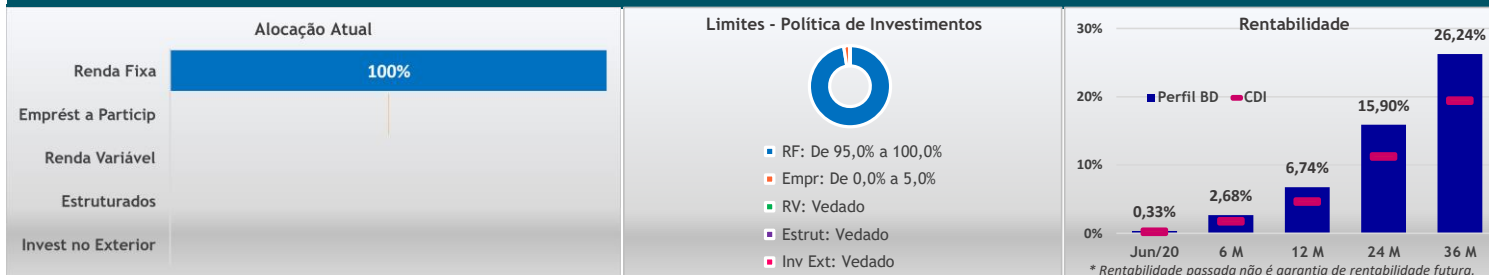 Alocação Atual
Renda Fixa
100%
Emprést a Particip
Renda Variável
Estruturados
Invest no Exterior
Limites - Política de Investimentos
RF: De 95,0% a 100,0%
Empr: De 0,0% a 5,0%
RV: Vedado
Estrut: Vedado
Inv Ext: Vedado
Rentabilidade
30%
20%
10%
0%
Perfil BD CDI
0,33%
2,68%
6,74%
15,90%
26,24%
Jun/20 6 M 12 M 24 M 36 M
* Rentabilidade passada não é garantia de rentabilidade futura.